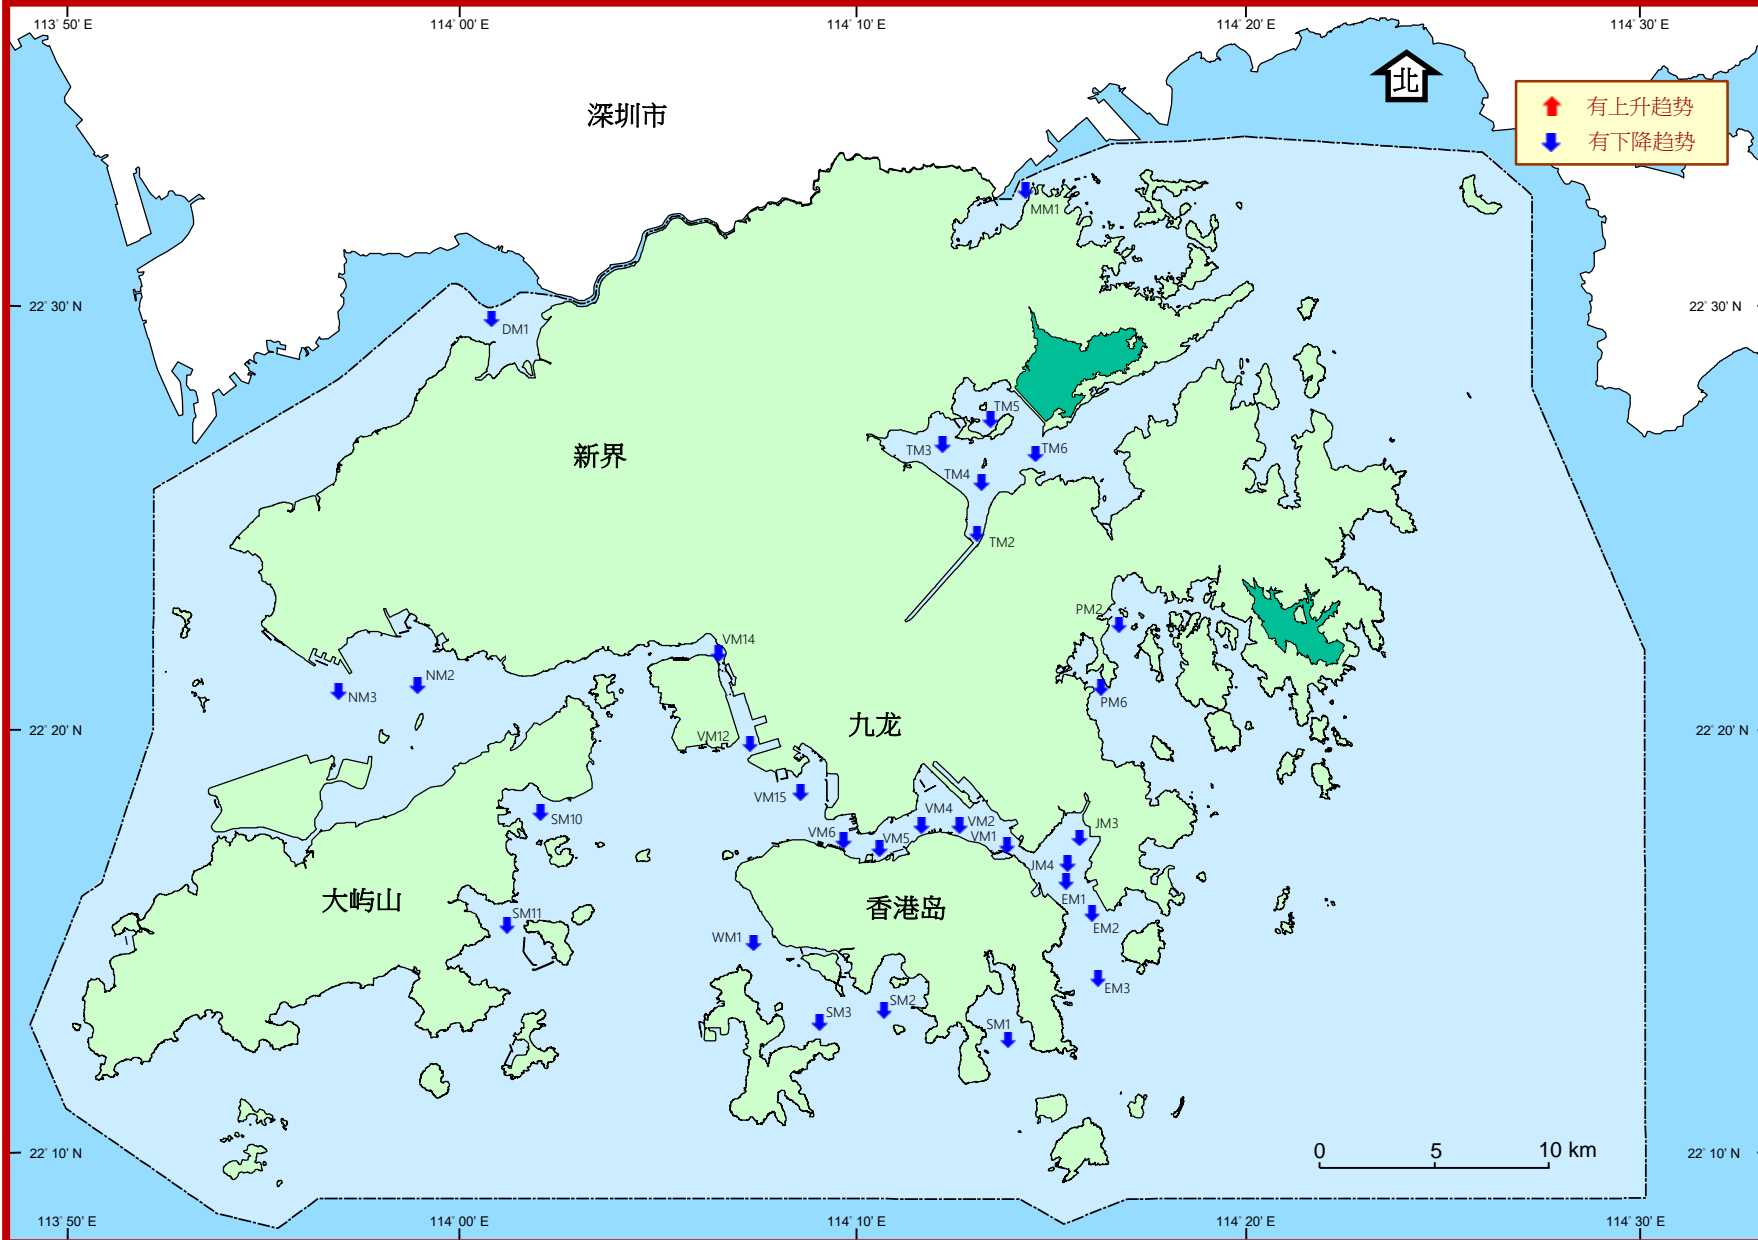 113° 50' E
114° 00' E
114° 10' E
114° 20' E
114° 30' E
北
有上升趋势
有下降趋势
深圳市
MM1
22° 30' N
22° 30' N
DM1
TM5
TM3
TM6
新界
TM4
TM2
PM2
VM14
NM2
NM3
PM6
九龙
22° 20' N
22° 20' N
VM12
VM15
SM10
VM4
VM2
JM3
VM6
VM5
VM1
JM4
大屿山
EM1
香港岛
SM11
EM2
WM1
EM3
SM2
SM3
SM1
0 5 10 km
22° 10' N
22° 10' N
113° 50' E
114° 00' E
114° 10' E
114° 20' E
114° 30' E